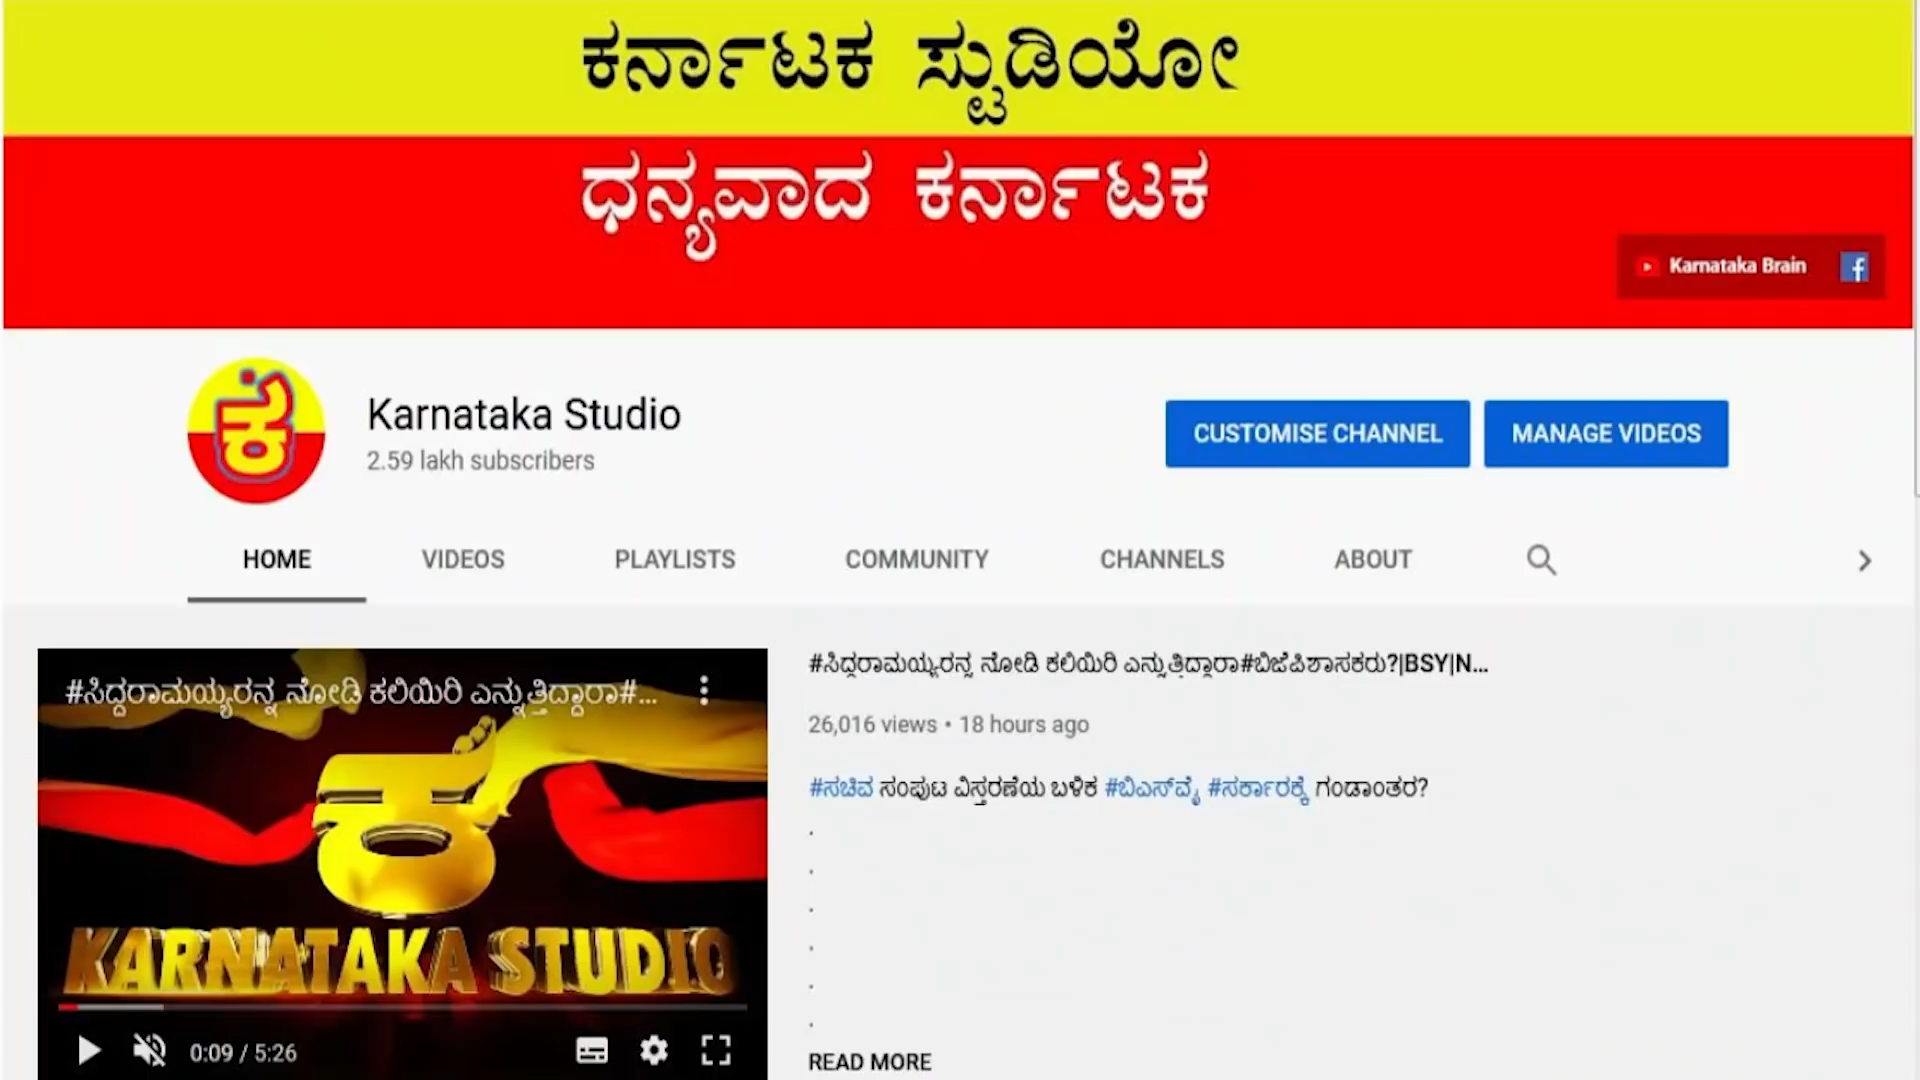 ಕರ್ನಾಟಕ ಸ್ಟುಡಿಯೋ
ಧನ್ಯವಾದ ಕರ್ನಾಟಕ
Karnataka Brain
f
ಕ
Karnataka Studio
2.59 lakh subscribers
CUSTOMISE CHANNEL
MANAGE VIDEOS
HOME VIDEOS PLAYLISTS COMMUNITY CHANNELS ABOUT
#ಸಿದ್ದರಾಮಯ್ಯರನ್ನ ನೋಡಿ ಕಲಿಯಿರಿ ಎನ್ನುತ್ತಿದ್ದಾರಾ#...
ಕ
KARNATAKA STUDIO
0:09 / 5:26
#ಸಿದ್ದರಾಮಯ್ಯರನ್ನ ನೋಡಿ ಕಲಿಯಿರಿ ಎನ್ನುತ್ತಿದ್ದಾರಾ#ಬಿಜೆಪಿಶಾಸಕರು?|BSY|N...
26,016 views • 18 hours ago
#ಸಚಿವ ಸಂಪುಟ ವಿಸ್ತರಣೆಯ ಬಳಿಕ #ಬಿಎಸ್‌ವೈ #ಸರ್ಕಾರಕ್ಕೆ ಗಂಡಾಂತರ?
.
.
.
.
.
.
READ MORE